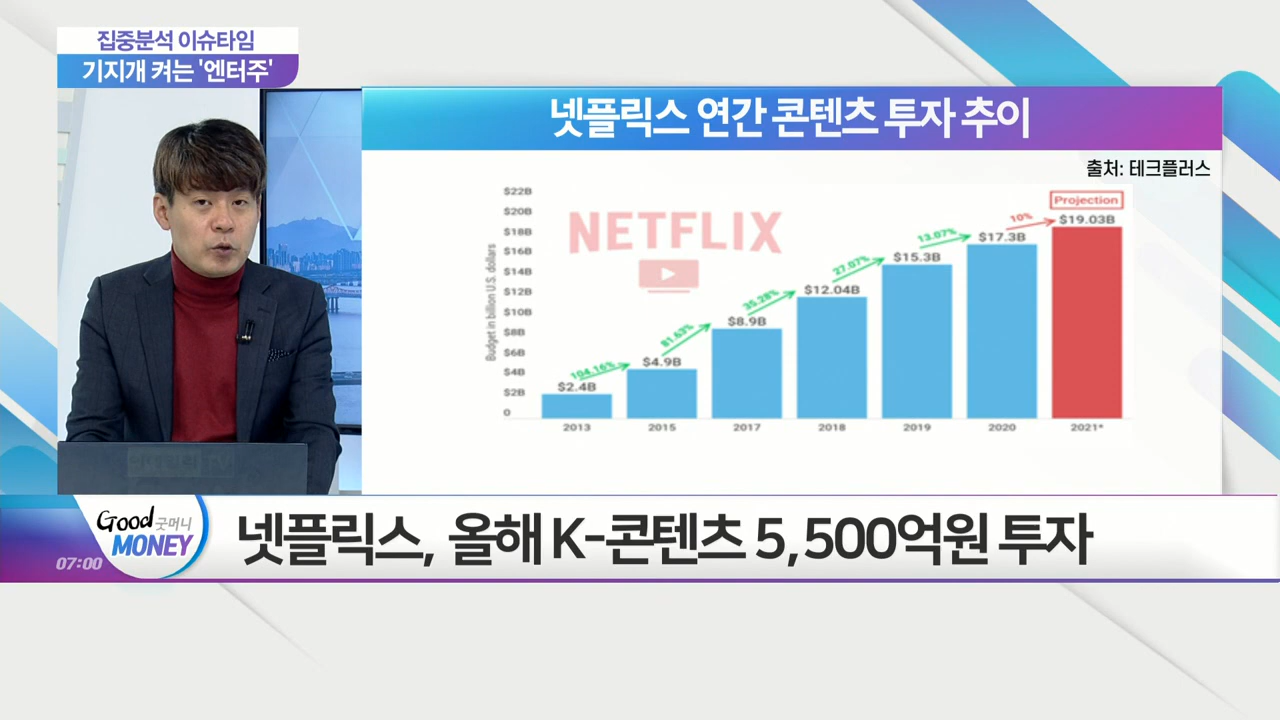 집중분석 이슈타임
기지개 켜는 '엔터주'
넷플릭스 연간 콘텐츠 투자 추이
출처: 테크플러스
NETFLIX
Projection
Budget in billion U.S. dollars
$22B
$20B
$18B
$16B
$14B
$12B
$10B
$8B
$6B
$4B
$2B
0
$2.4B
104.16%
$4.9B
81.63%
$8.9B
35.28%
$12.04B
27.07%
$15.3B
13.07%
$17.3B
10%
$19.03B
2013 2015 2017 2018 2019 2020 2021*
Good 굿머니
MONEY
07:00
넷플릭스, 올해 K-콘텐츠 5,500억원 투자